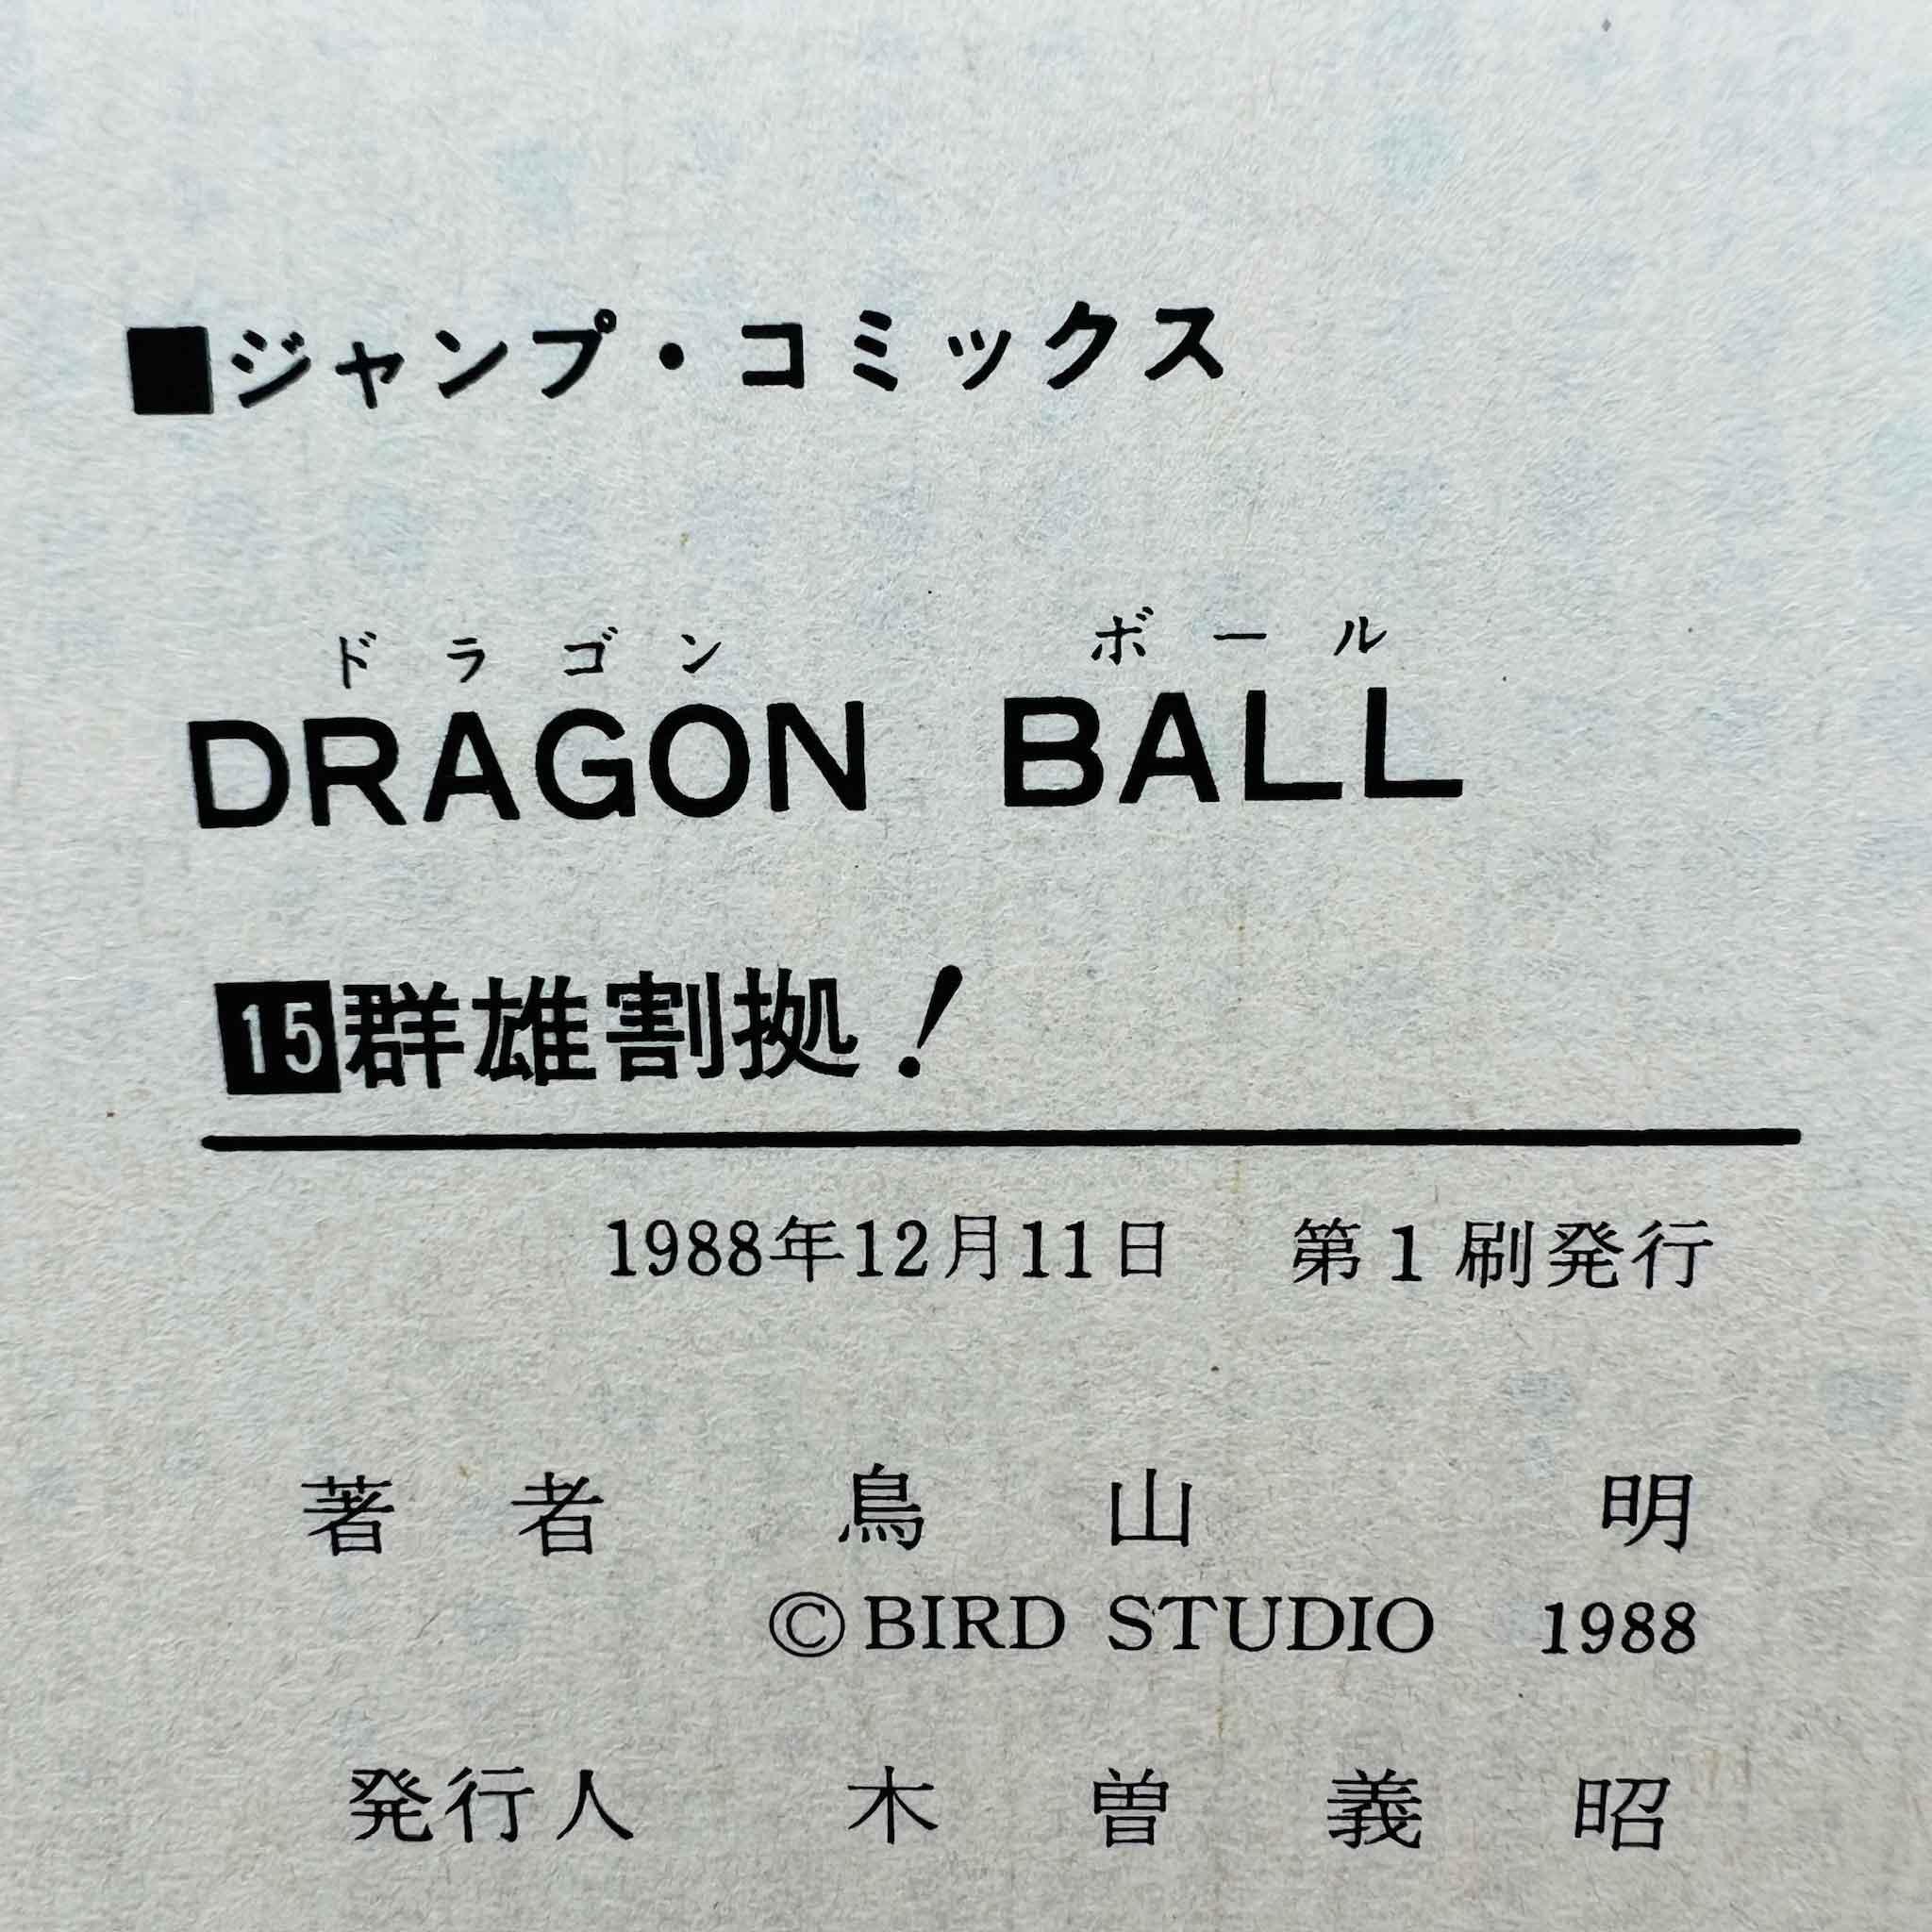 ■ジャンプ・コミックス
ドラゴン ボール
DRAGON BALL
15群雄割拠！
1988年12月11日 第1刷発行
著者 鳥山明
©BIRD STUDIO 1988
発行人 木曽義昭